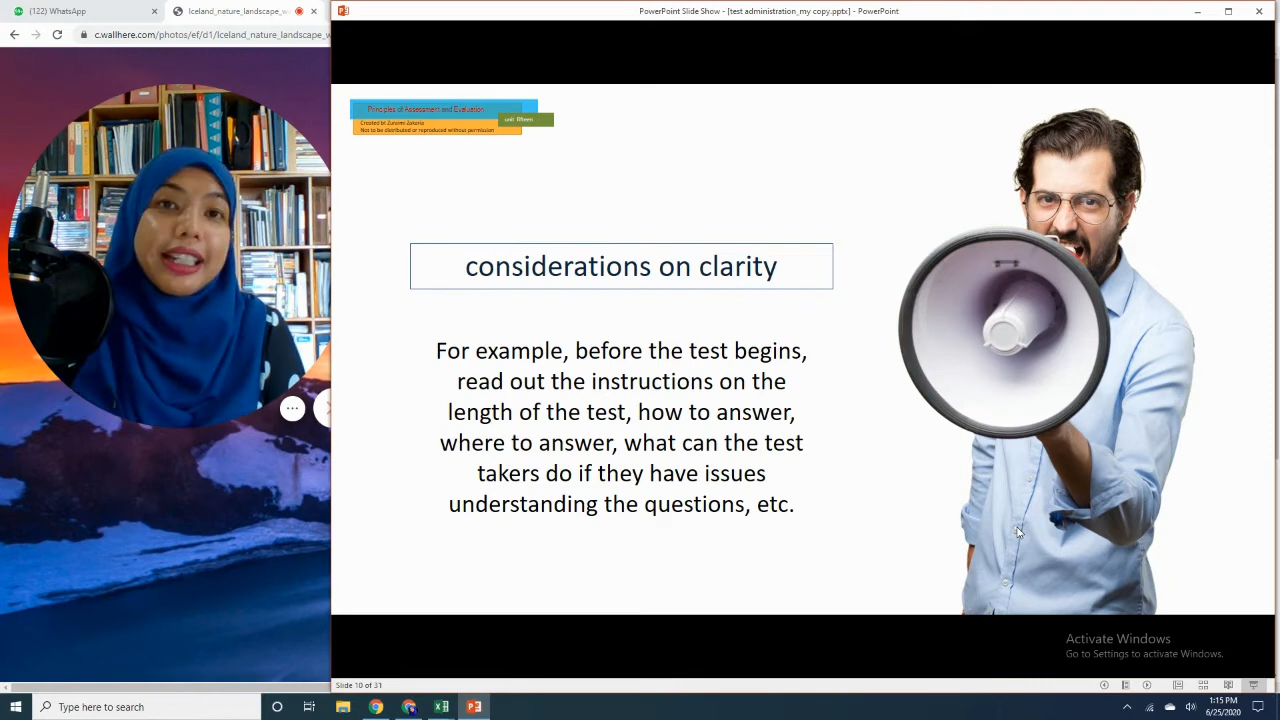 (122) WhatsApp
Iceland_nature_landscape_w
c.wallhere.com/photos/ef/d1/Iceland_nature_landscape_w
PowerPoint Slide Show - [test administration_my copy.pptx] - PowerPoint
Principles of Assessment and Evaluation
unit fifteen
Created bt Zurume Zakaria
Not to be distributed or reproduced without permission
considerations on clarity
For example, before the test begins,
read out the instructions on the
length of the test, how to answer,
where to answer, what can the test
takers do if they have issues
understanding the questions, etc.
Activate Windows
Go to Settings to activate Windows.
Slide 10 of 31
Type here to search
1:15 PM
6/25/2020